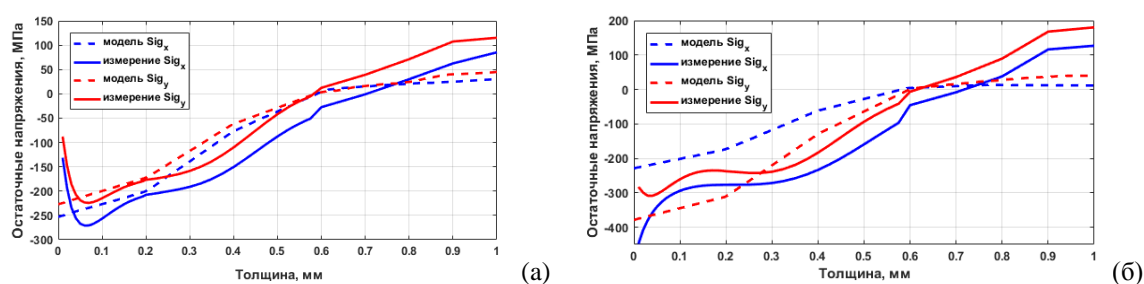 Остаточные напряжения, МПа
150
100
50
0
-50
-100
-150
-200
-250
-300
модель Sig_x
измерение Sig_x
модель Sig_y
измерение Sig_y
0 0.1 0.2 0.3 0.4 0.5 0.6 0.7 0.8 0.9 1
Толщина, мм
(а)
Остаточные напряжения, МПа
200
100
0
-100
-200
-300
-400
модель Sig_x
измерение Sig_x
модель Sig_y
измерение Sig_y
0 0.1 0.2 0.3 0.4 0.5 0.6 0.7 0.8 0.9 1
Толщина, мм
(б)